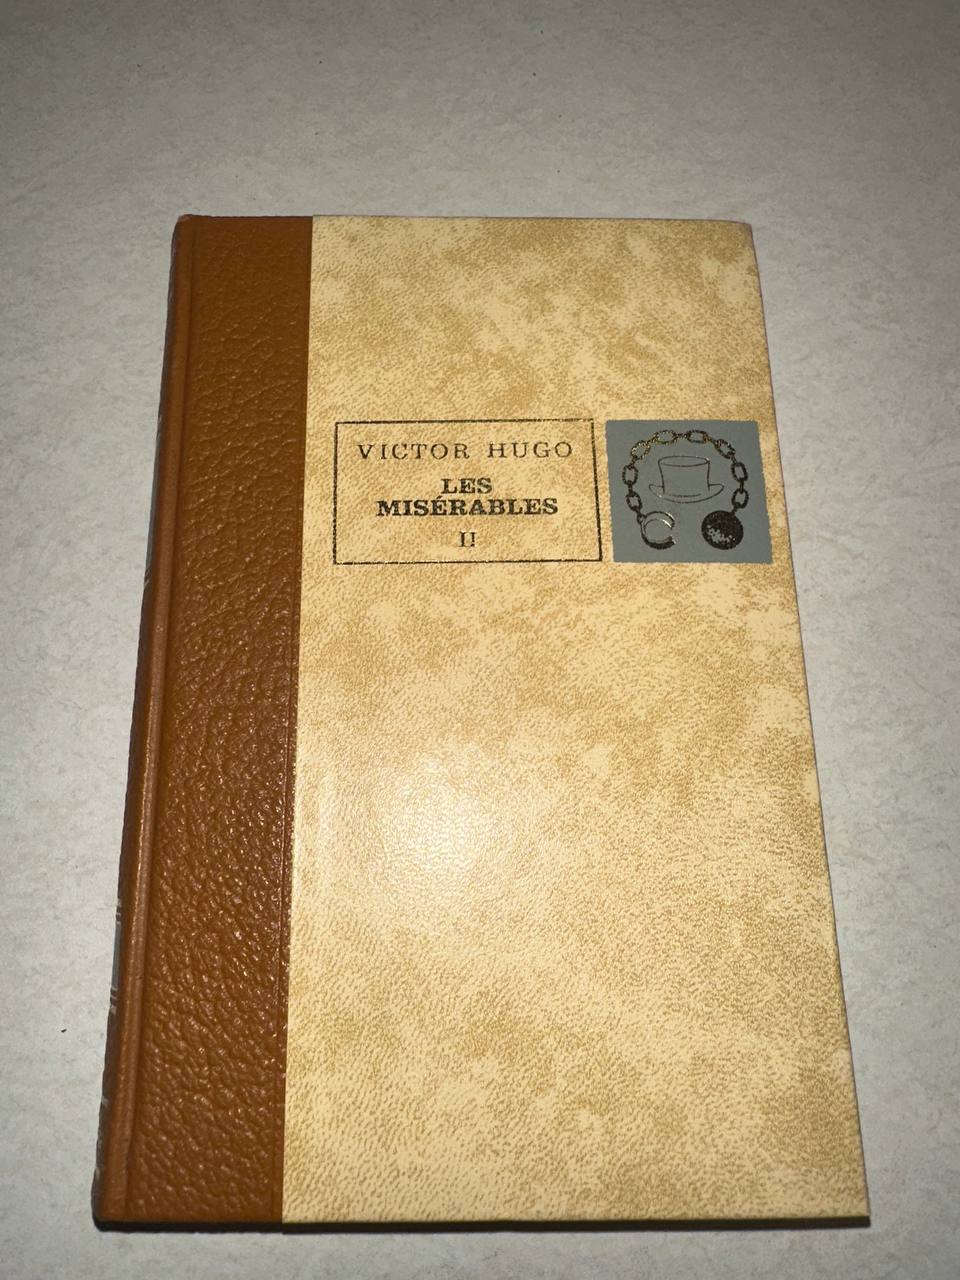 VICTOR HUGO
LES
MISÉRABLES
II